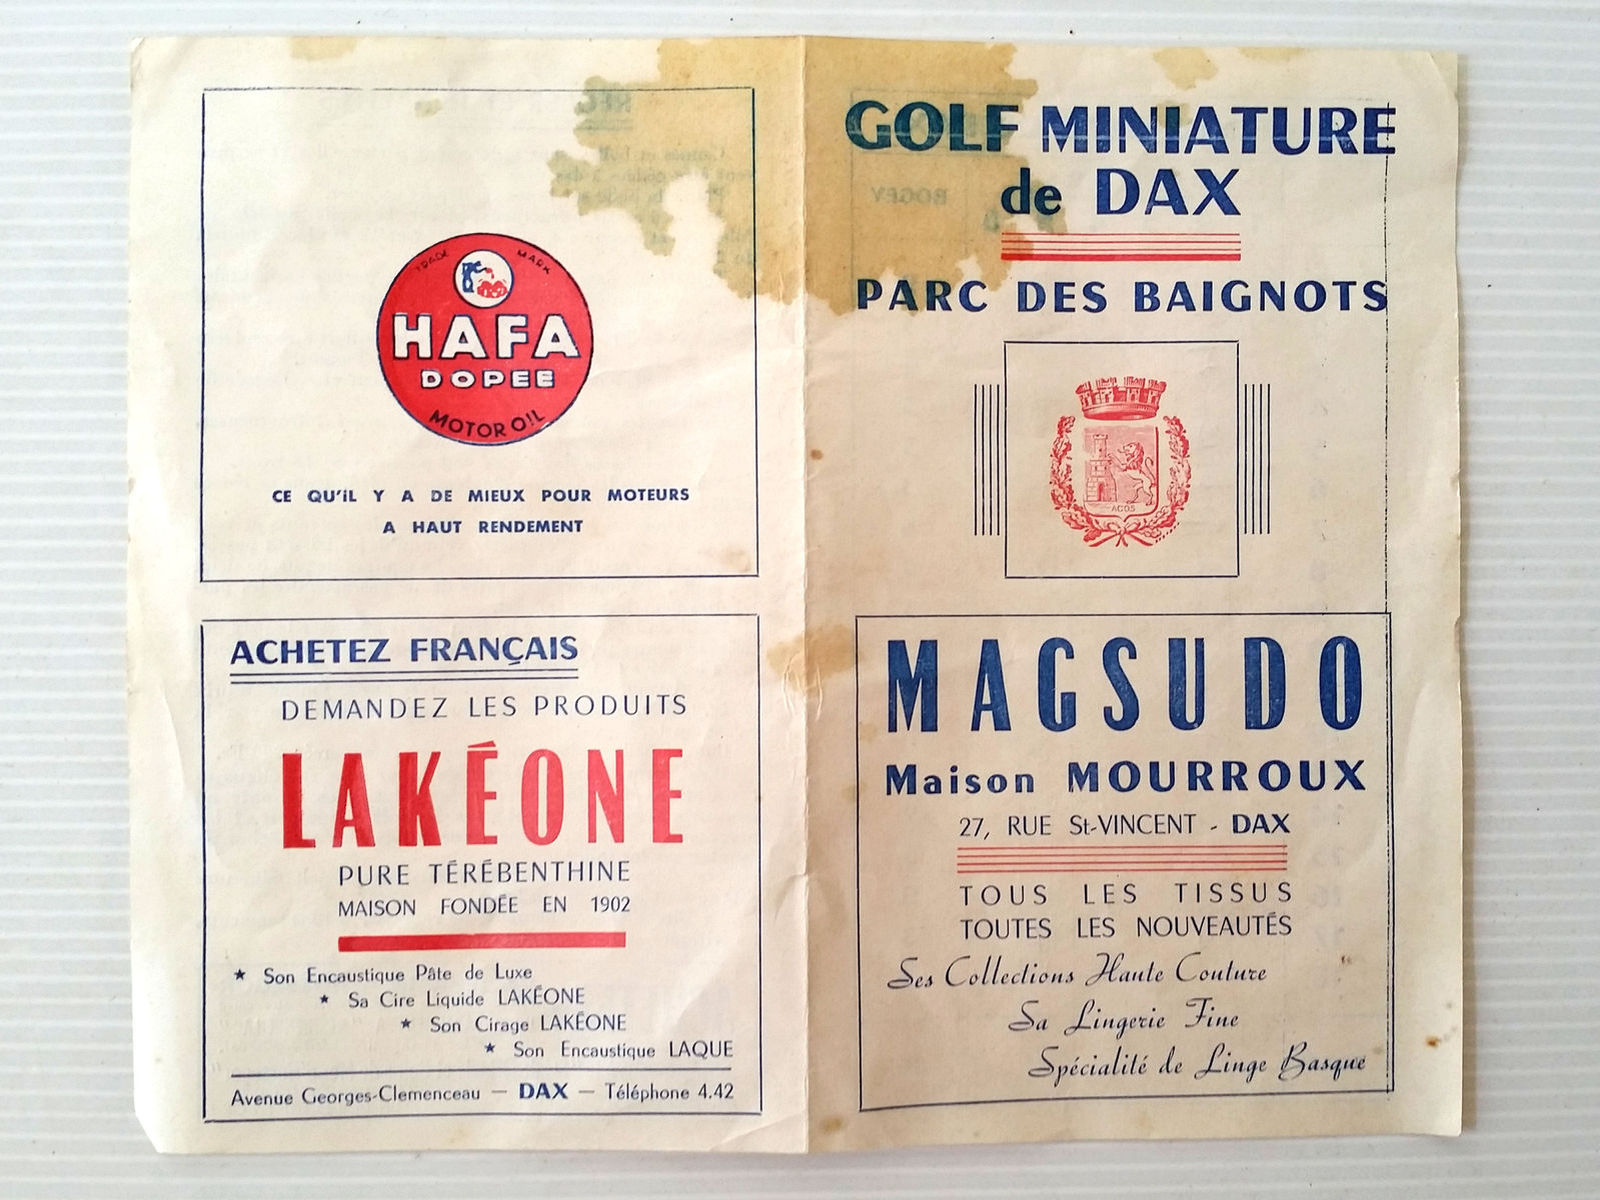 TRADE MARK
HAFA
DOPEE
MOTOR OIL
CE QU'iL Y A DE MIEUX POUR MOTEURS
A HAUT RENDEMENT
ACHETEZ FRANÇAIS
DEMANDEZ LES PRODUITS
LAKÉONE
PURE TÉRÉBENTHINE
MAISON FONDÉE EN 1902
★ Son Encaustique Pâte de Luxe
★ Sa Cire Liquide LAKÉONE
★ Son Cirage LAKÉONE
★ Son Encaustique LAQUE
Avenue Georges-Clemenceau — DAX — Téléphone 4.42
GOLF MINIATURE
de DAX
PARC DES BAIGNOTS
ACQS
MAGSUDO
Maison MOURROUX
27, RUE St-VINCENT - DAX
TOUS LES TISSUS
TOUTES LES NOUVEAUTÉS
Ses Collections Haute Couture
Sa Lingerie Fine
Spécialité de Linge Basque